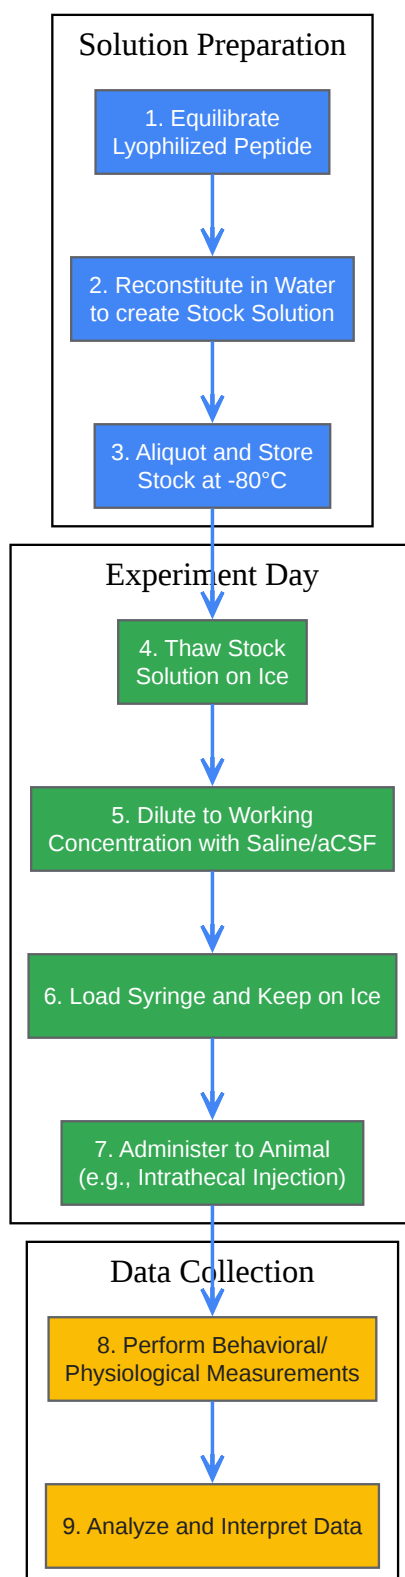 Solution Preparation
1. Equilibrate
Lyophilized Peptide
2. Reconstitute in Water
to create Stock Solution
3. Aliquot and Store
Stock at -80°C
Experiment Day
4. Thaw Stock
Solution on Ice
5. Dilute to Working
Concentration with Saline/aCSF
6. Load Syringe and Keep on Ice
7. Administer to Animal
(e.g., Intrathecal Injection)
Data Collection
8. Perform Behavioral/
Physiological Measurements
9. Analyze and Interpret Data